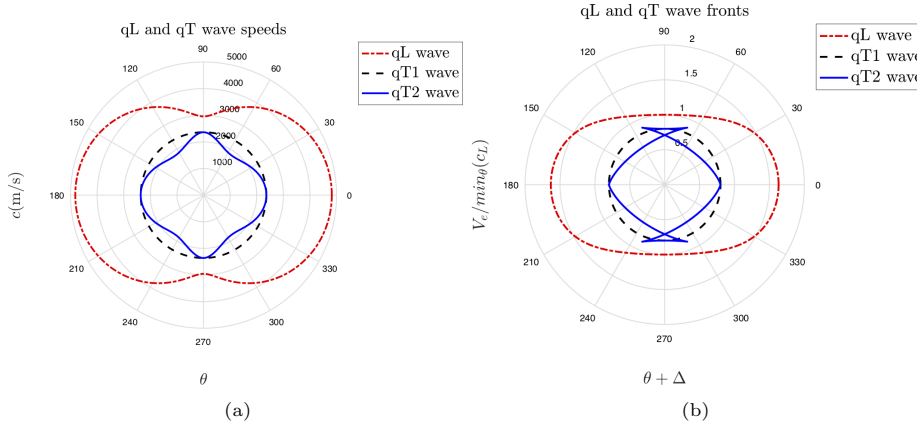 qL and qT wave speeds
qL wave
qT1 wave
qT2 wave
90
5000
120
60
4000
3000
150
30
2000
1000
180
0
210
330
240
300
270
c(m/s)
θ
(a)
qL and qT wave fronts
qL wave
qT1 wave
qT2 wave
90
2
120
60
1.5
150
30
1
0.5
180
0
210
330
240
300
270
V_e/min_θ(c_L)
θ + Δ
(b)